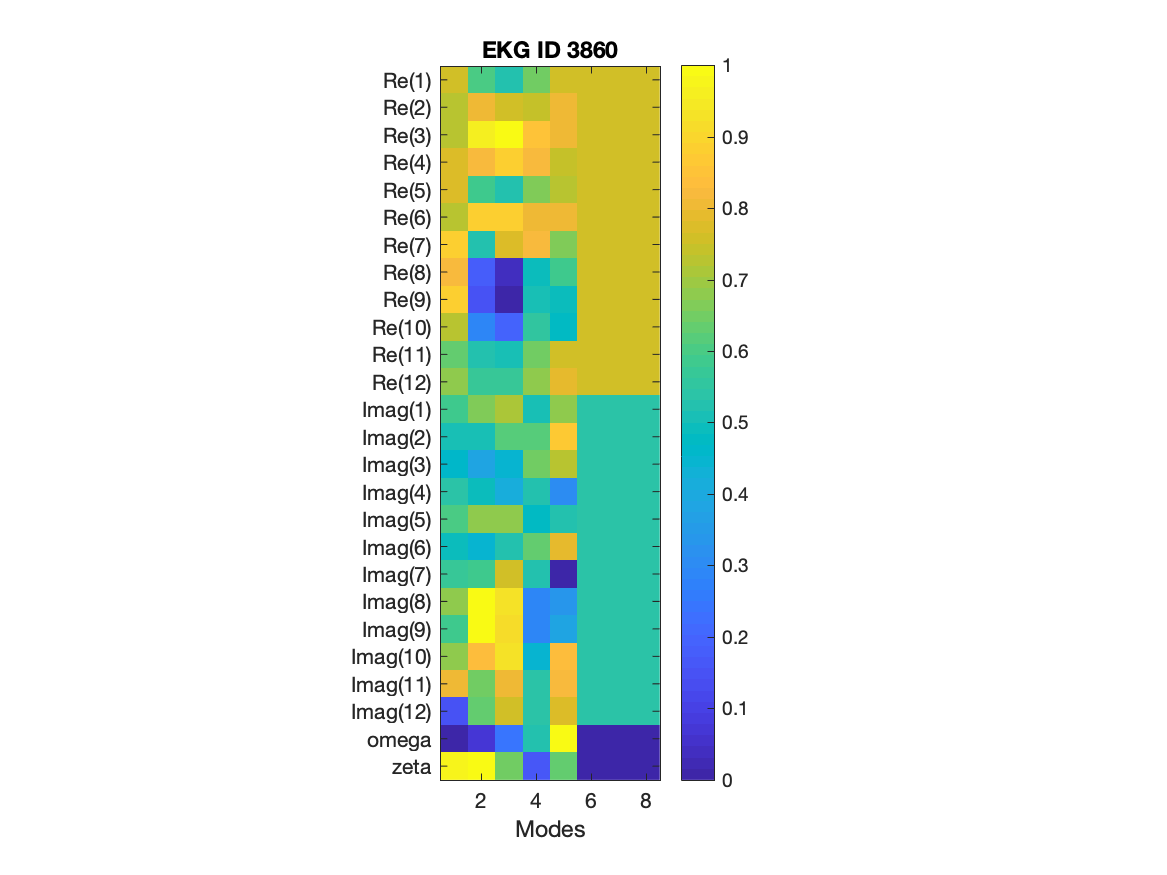 EKG ID 3860
Re(1)
Re(2)
Re(3)
Re(4)
Re(5)
Re(6)
Re(7)
Re(8)
Re(9)
Re(10)
Re(11)
Re(12)
Imag(1)
Imag(2)
Imag(3)
Imag(4)
Imag(5)
Imag(6)
Imag(7)
Imag(8)
Imag(9)
Imag(10)
Imag(11)
Imag(12)
omega
zeta
2 4 6 8
Modes
1
0.9
0.8
0.7
0.6
0.5
0.4
0.3
0.2
0.1
0